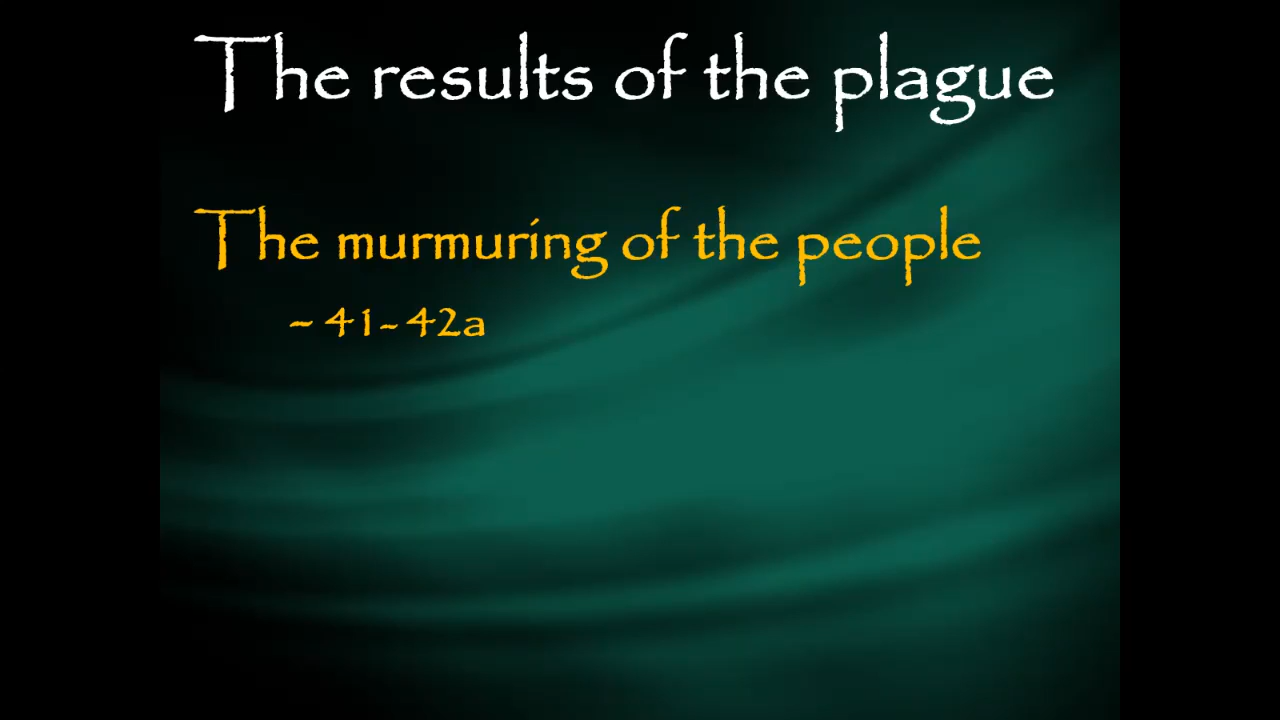 The results of the plague
The murmuring of the people
~ 41-42a